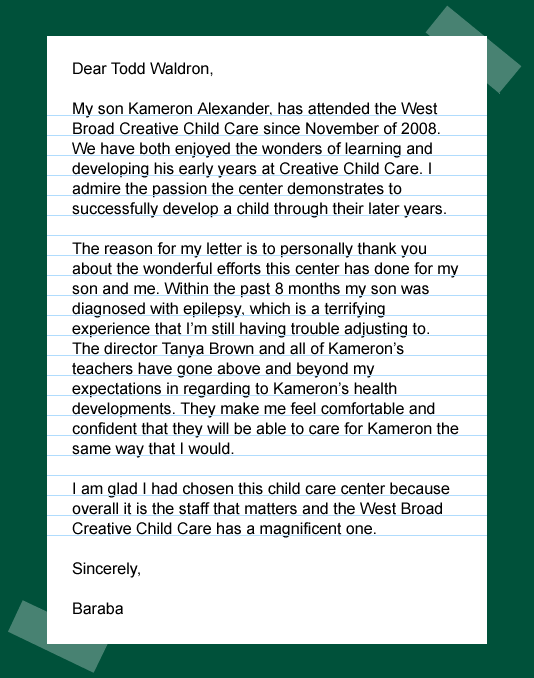 Dear Todd Waldron,
My son Kameron Alexander, has attended the West
Broad Creative Child Care since November of 2008.
We have both enjoyed the wonders of learning and
developing his early years at Creative Child Care. I
admire the passion the center demonstrates to
successfully develop a child through their later years.
The reason for my letter is to personally thank you
about the wonderful efforts this center has done for my
son and me. Within the past 8 months my son was
diagnosed with epilepsy, which is a terrifying
experience that I'm still having trouble adjusting to.
The director Tanya Brown and all of Kameron's
teachers have gone above and beyond my
expectations in regarding to Kameron's health
developments. They make me feel comfortable and
confident that they will be able to care for Kameron the
same way that I would.
I am glad I had chosen this child care center because
overall it is the staff that matters and the West Broad
Creative Child Care has a magnificent one.
Sincerely,
Baraba